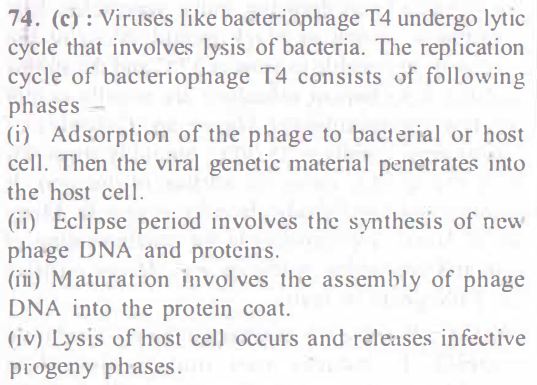 74. (c) : Viruses like bacteriophage T4 undergo lytic
cycle that involves lysis of bacteria. The replication
cycle of bacteriophage T4 consists of following
phases –
(i) Adsorption of the phage to bacterial or host
cell. Then the viral genetic material penetrates into
the host cell.
(ii) Eclipse period involves the synthesis of new
phage DNA and proteins.
(iii) Maturation involves the assembly of phage
DNA into the protein coat.
(iv) Lysis of host cell occurs and releases infective
progeny phases.